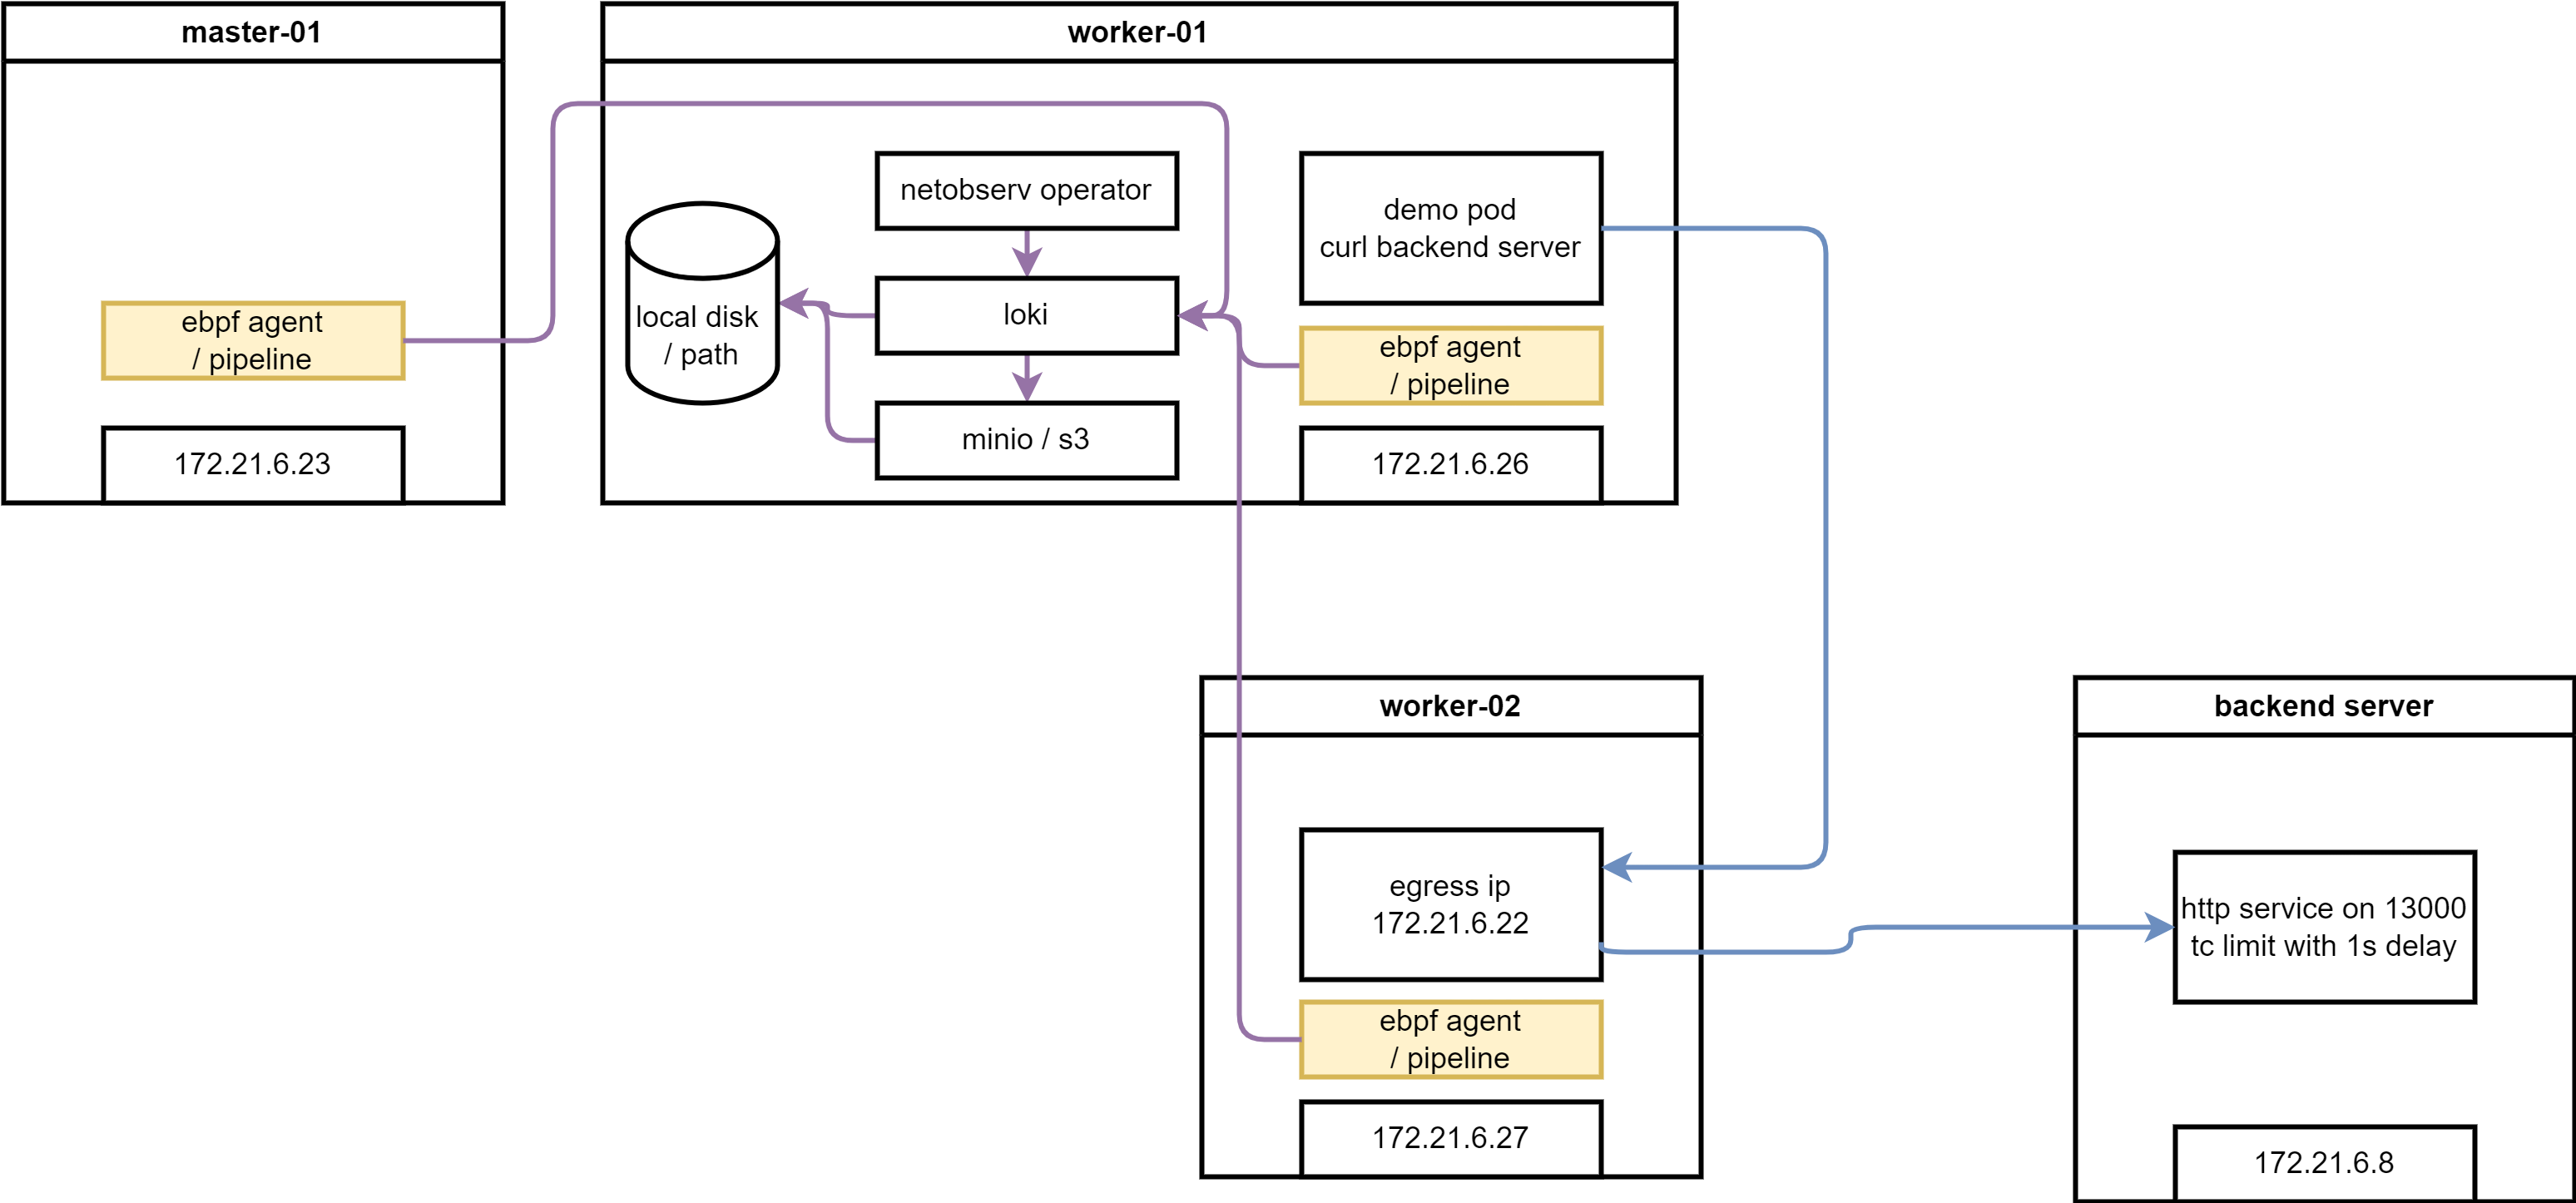 master-01
ebpf agent
/ pipeline
172.21.6.23
worker-01
local disk
/ path
netobserv operator
loki
minio / s3
demo pod
curl backend server
ebpf agent
/ pipeline
172.21.6.26
worker-02
egress ip
172.21.6.22
ebpf agent
/ pipeline
172.21.6.27
backend server
http service on 13000
tc limit with 1s delay
172.21.6.8